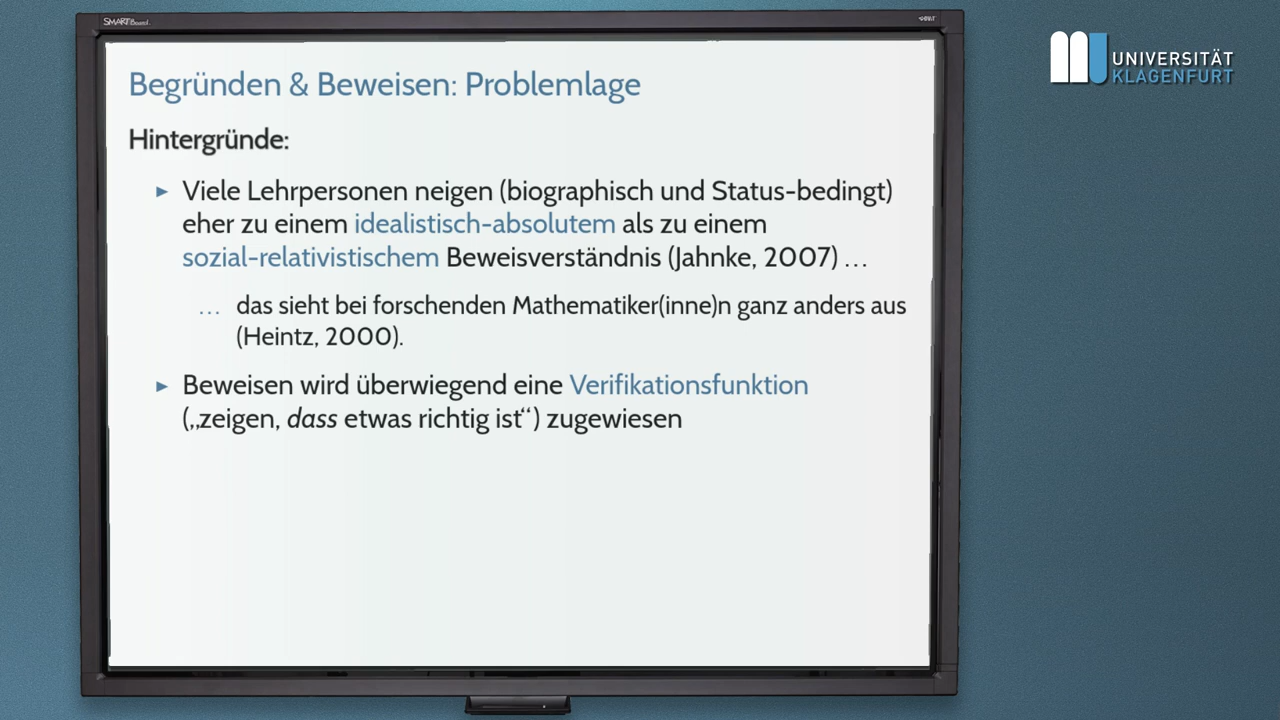 SMART Board
UNIVERSITÄT
KLAGENFURT
Begründen & Beweisen: Problemlage
Hintergründe:
▸ Viele Lehrpersonen neigen (biographisch und Status-bedingt)
eher zu einem idealistisch-absolutem als zu einem
sozial-relativistischem Beweisverständnis (Jahnke, 2007) …
… das sieht bei forschenden Mathematiker(inne)n ganz anders aus
(Heintz, 2000).
▸ Beweisen wird überwiegend eine Verifikationsfunktion
(„zeigen, dass etwas richtig ist“) zugewiesen